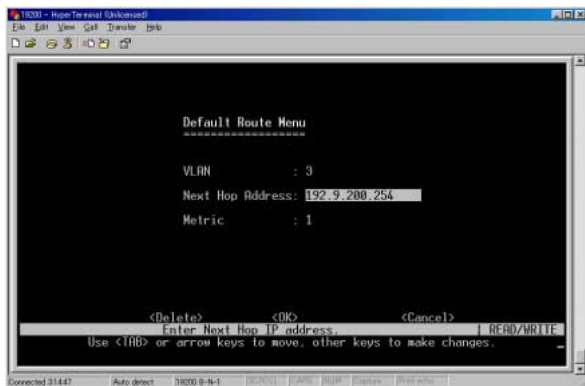 19200 - HyperTerminal (Unlicensed)
File Edit View Call Transfer Help
Default Route Menu
==================
VLAN : 3
Next Hop Address: 192.9.200.254
Metric : 1
<Delete> <OK> <Cancel>
Enter Next Hop IP address. | READ/WRITE
Use <TAB> or arrow keys to move, other keys to make changes.
Connected 3:14:47 Auto detect 19200 8-N-1 SCROLL CAPS NUM Capture Print echo